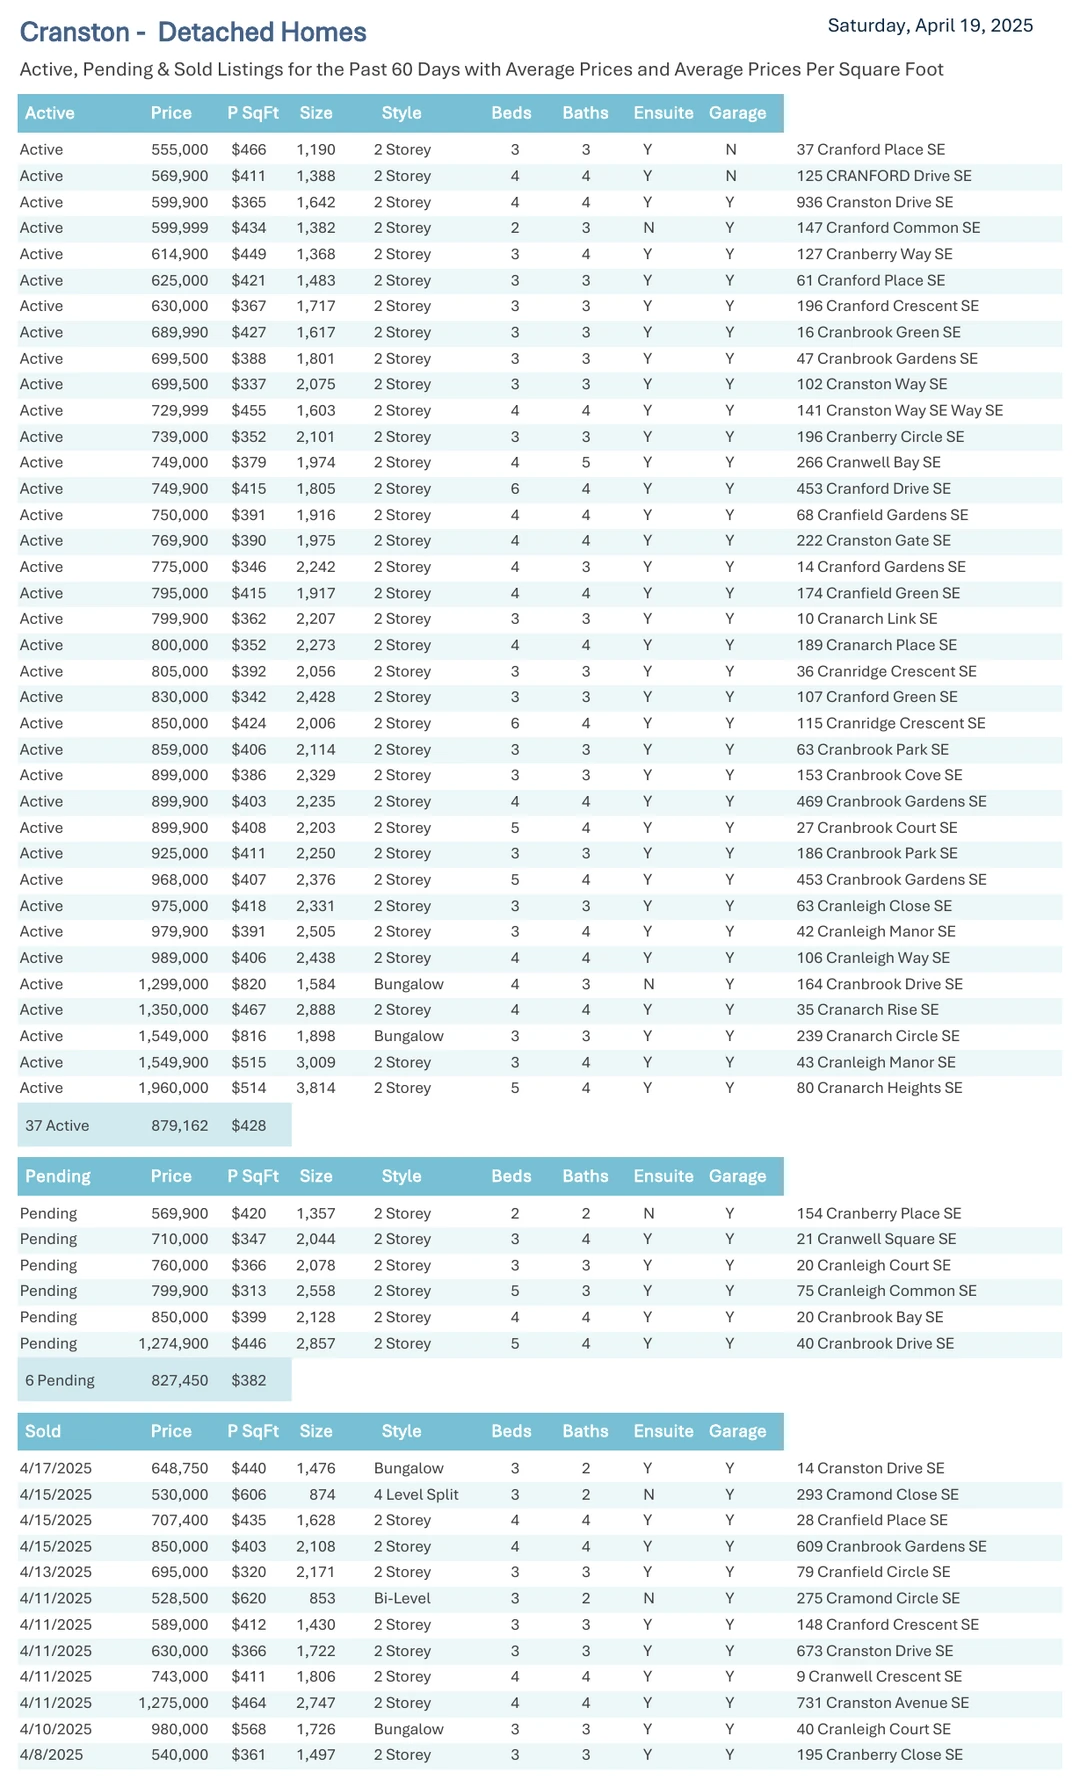 Cranston - Detached Homes Saturday, April 19, 2025
Active, Pending & Sold Listings for the Past 60 Days with Average Prices and Average Prices Per Square Foot
Active Price P SqFt Size Style Beds Baths Ensuite Garage
Active 555,000 $466 1,190 2 Storey 3 3 Y N 37 Cranford Place SE
Active 569,900 $411 1,388 2 Storey 4 4 Y N 125 CRANFORD Drive SE
Active 599,900 $365 1,642 2 Storey 4 4 Y Y 936 Cranston Drive SE
Active 599,999 $434 1,382 2 Storey 2 3 N Y 147 Cranford Common SE
Active 614,900 $449 1,368 2 Storey 3 4 Y Y 127 Cranberry Way SE
Active 625,000 $421 1,483 2 Storey 3 3 Y Y 61 Cranford Place SE
Active 630,000 $367 1,717 2 Storey 3 3 Y Y 196 Cranford Crescent SE
Active 689,990 $427 1,617 2 Storey 3 3 Y Y 16 Cranbrook Green SE
Active 699,500 $388 1,801 2 Storey 3 3 Y Y 47 Cranbrook Gardens SE
Active 699,500 $337 2,075 2 Storey 3 3 Y Y 102 Cranston Way SE
Active 729,999 $455 1,603 2 Storey 4 4 Y Y 141 Cranston Way SE Way SE
Active 739,000 $352 2,101 2 Storey 3 3 Y Y 196 Cranberry Circle SE
Active 749,000 $379 1,974 2 Storey 4 5 Y Y 266 Cranwell Bay SE
Active 749,900 $415 1,805 2 Storey 6 4 Y Y 453 Cranford Drive SE
Active 750,000 $391 1,916 2 Storey 4 4 Y Y 68 Cranfield Gardens SE
Active 769,900 $390 1,975 2 Storey 4 4 Y Y 222 Cranston Gate SE
Active 775,000 $346 2,242 2 Storey 4 3 Y Y 14 Cranford Gardens SE
Active 795,000 $415 1,917 2 Storey 4 4 Y Y 174 Cranfield Green SE
Active 799,900 $362 2,207 2 Storey 3 3 Y Y 10 Cranarch Link SE
Active 800,000 $352 2,273 2 Storey 4 4 Y Y 189 Cranarch Place SE
Active 805,000 $392 2,056 2 Storey 3 3 Y Y 36 Cranridge Crescent SE
Active 830,000 $342 2,428 2 Storey 3 3 Y Y 107 Cranford Green SE
Active 850,000 $424 2,006 2 Storey 6 4 Y Y 115 Cranridge Crescent SE
Active 859,000 $406 2,114 2 Storey 3 3 Y Y 63 Cranbrook Park SE
Active 899,000 $386 2,329 2 Storey 3 3 Y Y 153 Cranbrook Cove SE
Active 899,900 $403 2,235 2 Storey 4 4 Y Y 469 Cranbrook Gardens SE
Active 899,900 $408 2,203 2 Storey 5 4 Y Y 27 Cranbrook Court SE
Active 925,000 $411 2,250 2 Storey 3 3 Y Y 186 Cranbrook Park SE
Active 968,000 $407 2,376 2 Storey 5 4 Y Y 453 Cranbrook Gardens SE
Active 975,000 $418 2,331 2 Storey 3 3 Y Y 63 Cranleigh Close SE
Active 979,900 $391 2,505 2 Storey 3 4 Y Y 42 Cranleigh Manor SE
Active 989,000 $406 2,438 2 Storey 4 4 Y Y 106 Cranleigh Way SE
Active 1,299,000 $820 1,584 Bungalow 4 3 N Y 164 Cranbrook Drive SE
Active 1,350,000 $467 2,888 2 Storey 4 4 Y Y 35 Cranarch Rise SE
Active 1,549,000 $816 1,898 Bungalow 3 3 Y Y 239 Cranarch Circle SE
Active 1,549,900 $515 3,009 2 Storey 3 4 Y Y 43 Cranleigh Manor SE
Active 1,960,000 $514 3,814 2 Storey 5 4 Y Y 80 Cranarch Heights SE
37 Active 879,162 $428
Pending Price P SqFt Size Style Beds Baths Ensuite Garage
Pending 569,900 $420 1,357 2 Storey 2 2 N Y 154 Cranberry Place SE
Pending 710,000 $347 2,044 2 Storey 3 4 Y Y 21 Cranwell Square SE
Pending 760,000 $366 2,078 2 Storey 3 3 Y Y 20 Cranleigh Court SE
Pending 799,900 $313 2,558 2 Storey 5 3 Y Y 75 Cranleigh Common SE
Pending 850,000 $399 2,128 2 Storey 4 4 Y Y 20 Cranbrook Bay SE
Pending 1,274,900 $446 2,857 2 Storey 5 4 Y Y 40 Cranbrook Drive SE
6 Pending 827,450 $382
Sold Price P SqFt Size Style Beds Baths Ensuite Garage
4/17/2025 648,750 $440 1,476 Bungalow 3 2 Y Y 14 Cranston Drive SE
4/15/2025 530,000 $606 874 4 Level Split 3 2 N Y 293 Cramond Close SE
4/15/2025 707,400 $435 1,628 2 Storey 4 4 Y Y 28 Cranfield Place SE
4/15/2025 850,000 $403 2,108 2 Storey 4 4 Y Y 609 Cranbrook Gardens SE
4/13/2025 695,000 $320 2,171 2 Storey 3 3 Y Y 79 Cranfield Circle SE
4/11/2025 528,500 $620 853 Bi-Level 3 2 N Y 275 Cramond Circle SE
4/11/2025 589,000 $412 1,430 2 Storey 3 3 Y Y 148 Cranford Crescent SE
4/11/2025 630,000 $366 1,722 2 Storey 3 3 Y Y 673 Cranston Drive SE
4/11/2025 743,000 $411 1,806 2 Storey 4 4 Y Y 9 Cranwell Crescent SE
4/11/2025 1,275,000 $464 2,747 2 Storey 4 4 Y Y 731 Cranston Avenue SE
4/10/2025 980,000 $568 1,726 Bungalow 3 3 Y Y 40 Cranleigh Court SE
4/8/2025 540,000 $361 1,497 2 Storey 3 3 Y Y 195 Cranberry Close SE